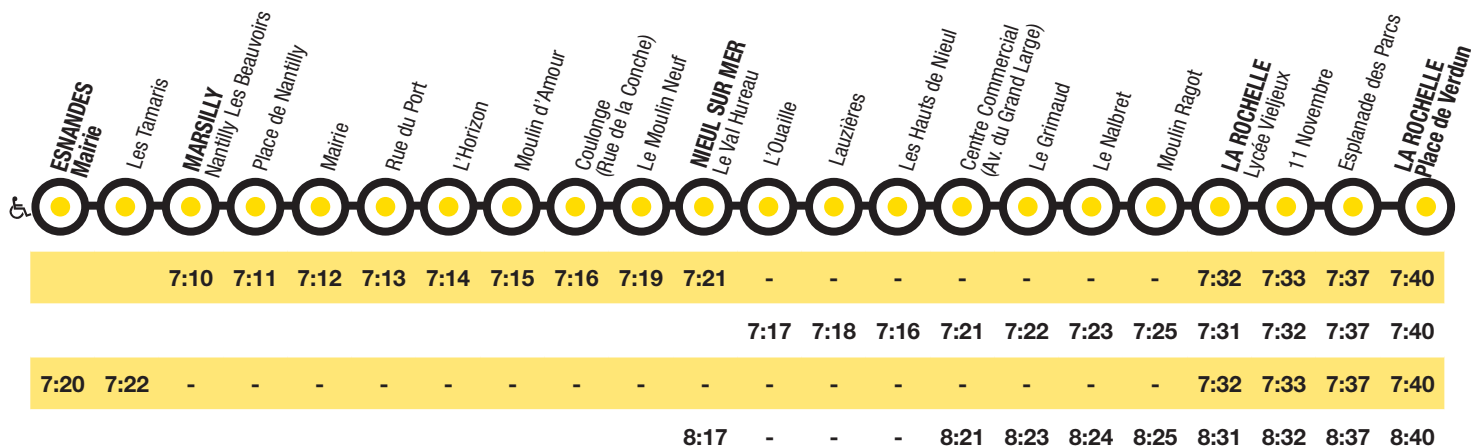 ESNANDES
Mairie
Les Tamaris
MARSILLY
Nantilly Les Beauvoirs
Place de Nantilly
Mairie
Rue du Port
L'Horizon
Moulin d'Amour
Coulonge
(Rue de la Conche)
Le Moulin Neuf
NIEUL SUR MER
Le Val Hureau
L'Ouaille
Lauzières
Les Hauts de Nieul
Centre Commercial
(Av. du Grand Large)
Le Grimaud
Le Nalbret
Moulin Ragot
LA ROCHELLE
Lycée Vieljeux
11 Novembre
Esplanade des Parcs
LA ROCHELLE
Place de Verdun
7:10 7:11 7:12 7:13 7:14 7:15 7:16 7:19 7:21 - - - - - - - 7:32 7:33 7:37 7:40
7:17 7:18 7:16 7:21 7:22 7:23 7:25 7:31 7:32 7:37 7:40
7:20 7:22 - - - - - - - - - - - - - - - - 7:32 7:33 7:37 7:40
8:17 - - - 8:21 8:23 8:24 8:25 8:31 8:32 8:37 8:40